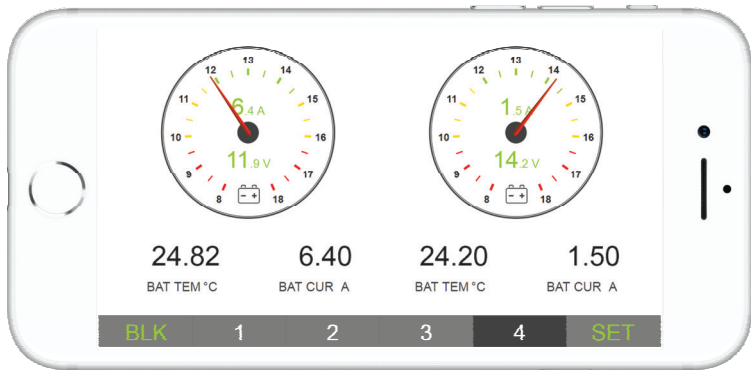 13
12 14
11 15
6.4 A
10 16
11.9 V
9 17
8 - + 18
13
12 14
11 15
1.5 A
10 16
14.2 V
9 17
8 - + 18
24.82 6.40 24.20 1.50
BAT TEM °C BAT CUR A BAT TEM °C BAT CUR A
BLK 1 2 3 4 SET